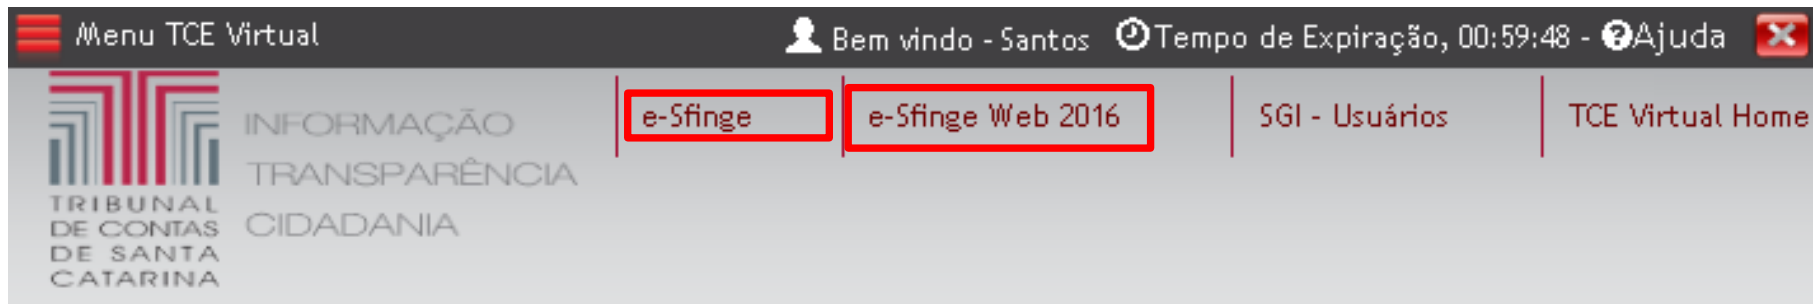 Menu TCE Virtual
Bem vindo - Santos
Tempo de Expiração, 00:59:48 -
Ajuda
e-Sfinge
e-Sfinge Web 2016
SGI - Usuários
TCE Virtual Home
INFORMAÇÃO
TRANSPARÊNCIA
CIDADANIA
TRIBUNAL
DE CONTAS
DE SANTA
CATARINA